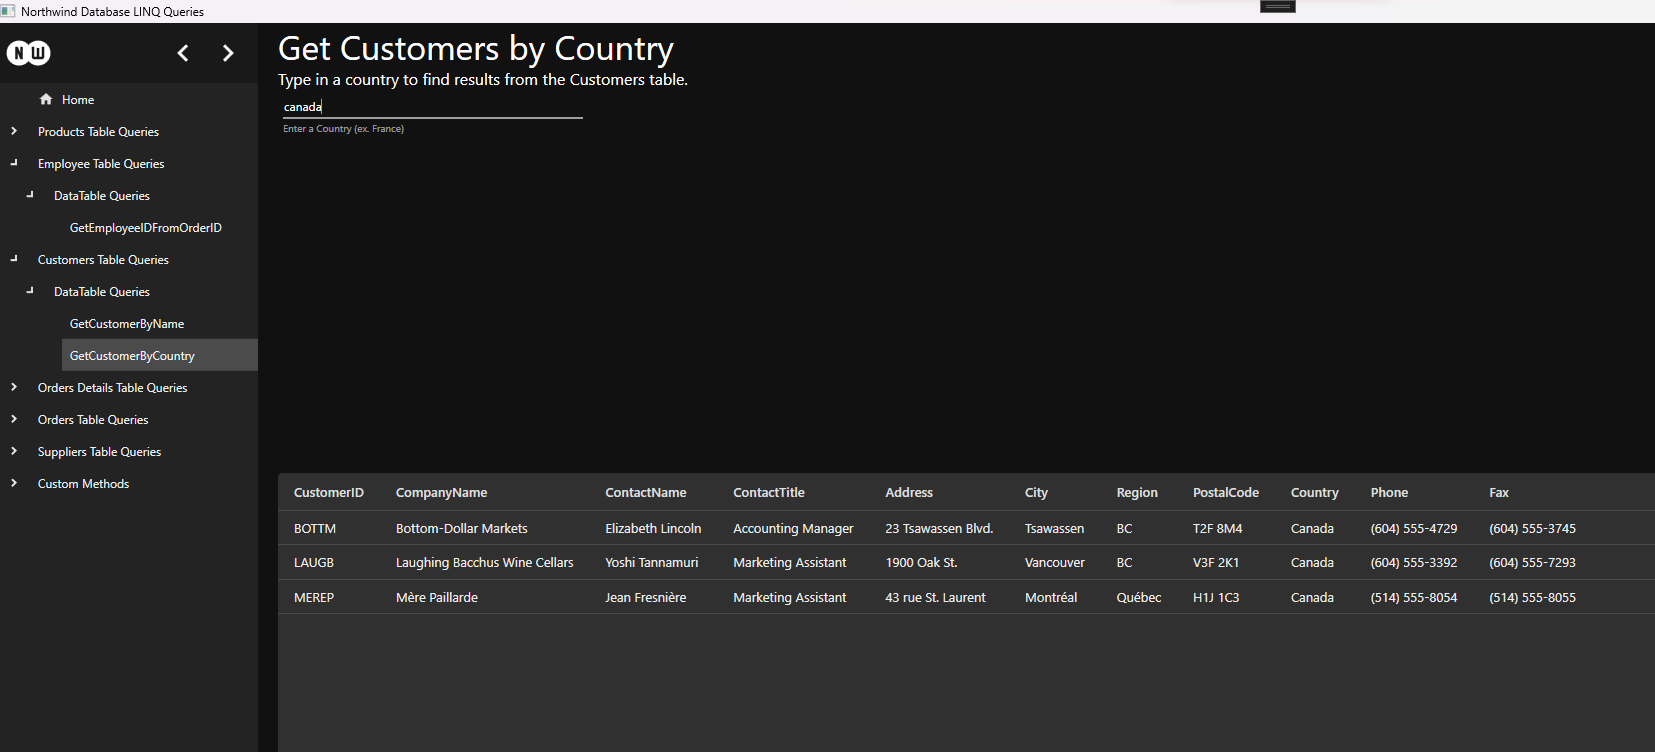 Northwind Database LINQ Queries
NW
Get Customers by Country
Type in a country to find results from the Customers table.
canada
Enter a Country (ex. France)
Home
Products Table Queries
Employee Table Queries
DataTable Queries
GetEmployeeIDFromOrderID
Customers Table Queries
DataTable Queries
GetCustomerByName
GetCustomerByCountry
Orders Details Table Queries
Orders Table Queries
Suppliers Table Queries
Custom Methods
CustomerID CompanyName ContactName ContactTitle Address City Region PostalCode Country Phone Fax
BOTTM Bottom-Dollar Markets Elizabeth Lincoln Accounting Manager 23 Tsawassen Blvd. Tsawassen BC T2F 8M4 Canada (604) 555-4729 (604) 555-3745
LAUGB Laughing Bacchus Wine Cellars Yoshi Tannamuri Marketing Assistant 1900 Oak St. Vancouver BC V3F 2K1 Canada (604) 555-3392 (604) 555-7293
MEREP Mère Paillarde Jean Fresnière Marketing Assistant 43 rue St. Laurent Montréal Québec H1J 1C3 Canada (514) 555-8054 (514) 555-8055